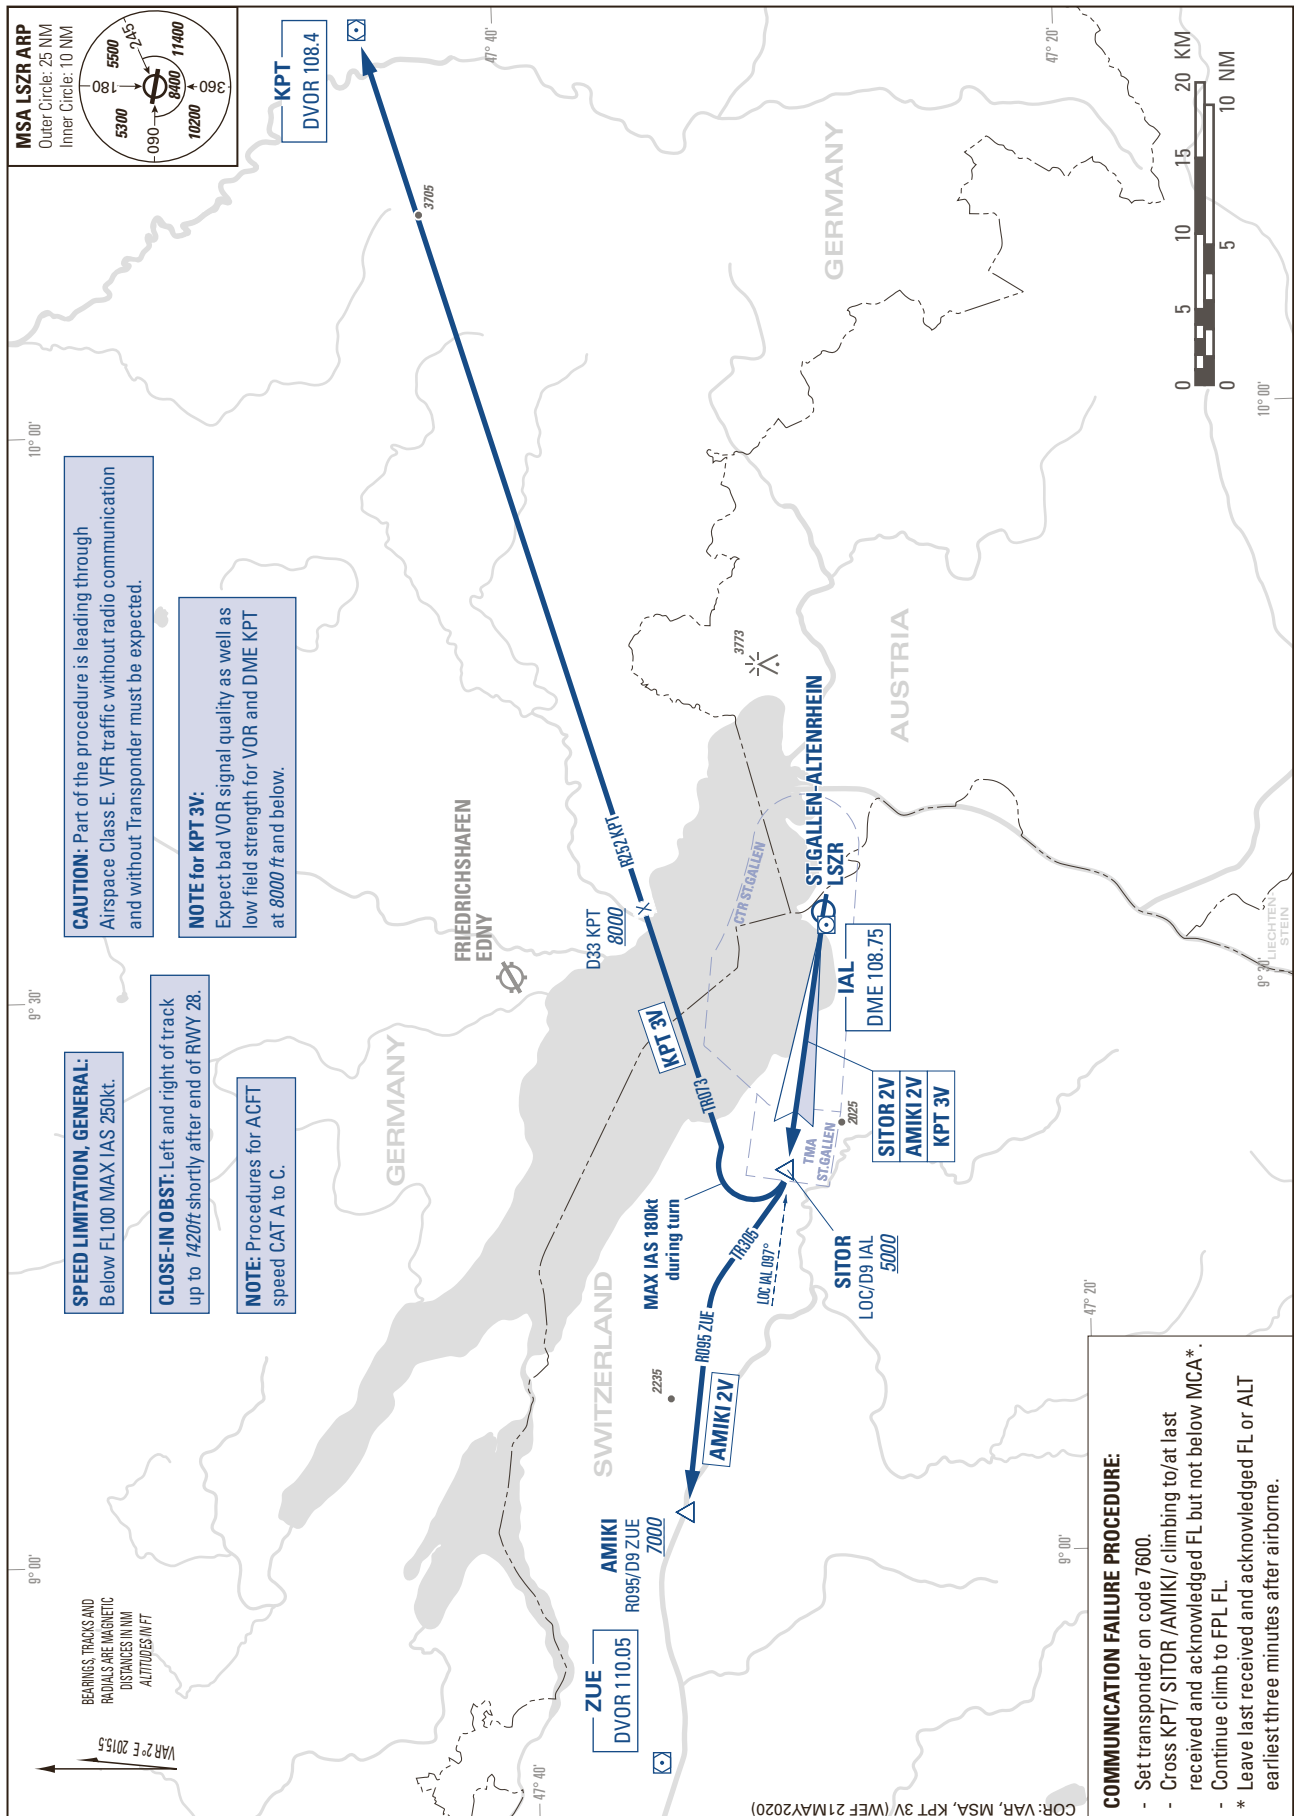 MSA LSZR ARP
Outer Circle: 25 NM
Inner Circle: 10 NM
5300
180
5500
245
090
8400
11400
10200
360
KPT
DVOR 108.4
47° 40'
47° 20'
3705
GERMANY
0 5 10 15 20 KM
0 5 10 NM
10° 00'
10° 00'
CAUTION: Part of the procedure is leading through
Airspace Class E. VFR traffic without radio communication
and without Transponder must be expected.
NOTE for KPT 3V:
Expect bad VOR signal quality as well as
low field strength for VOR and DME KPT
at 8000 ft and below.
3773
AUSTRIA
R252 KPT
D33 KPT
8000
FRIEDRICHSHAFEN
EDNY
CTR ST.GALLEN
ST.GALLEN-ALTENRHEIN
LSZR
IAL
DME 108.75
LIECHTEN
STEIN
9° 30'
9° 30'
SPEED LIMITATION, GENERAL:
Below FL100 MAX IAS 250kt.
CLOSE-IN OBST: Left and right of track
up to 1420ft shortly after end of RWY 28.
NOTE: Procedures for ACFT
speed CAT A to C.
GERMANY
KPT 3V
TR073
2025
TMA
ST.GALLEN
SITOR 2V
AMIKI 2V
KPT 3V
MAX IAS 180kt
during turn
TR305
LOC IAL 097°
SITOR
LOC/D9 IAL
5000
R095 ZUE
AMIKI 2V
2235
SWITZERLAND
AMIKI
R095/D9 ZUE
7000
ZUE
DVOR 110.05
9° 00'
9° 00'
47° 40'
47° 20'
BEARINGS, TRACKS AND
RADIALS ARE MAGNETIC
DISTANCES IN NM
ALTITUDES IN FT
VAR 2° E 2015.5
COMMUNICATION FAILURE PROCEDURE:
- Set transponder on code 7600.
- Cross KPT/ SITOR /AMIKI/ climbing to/at last
received and acknowledged FL but not below MCA*.
- Continue climb to FPL FL.
* Leave last received and acknowledged FL or ALT
earliest three minutes after airborne.
COR: VAR, MSA, KPT 3V (WEF 21MAY2020)